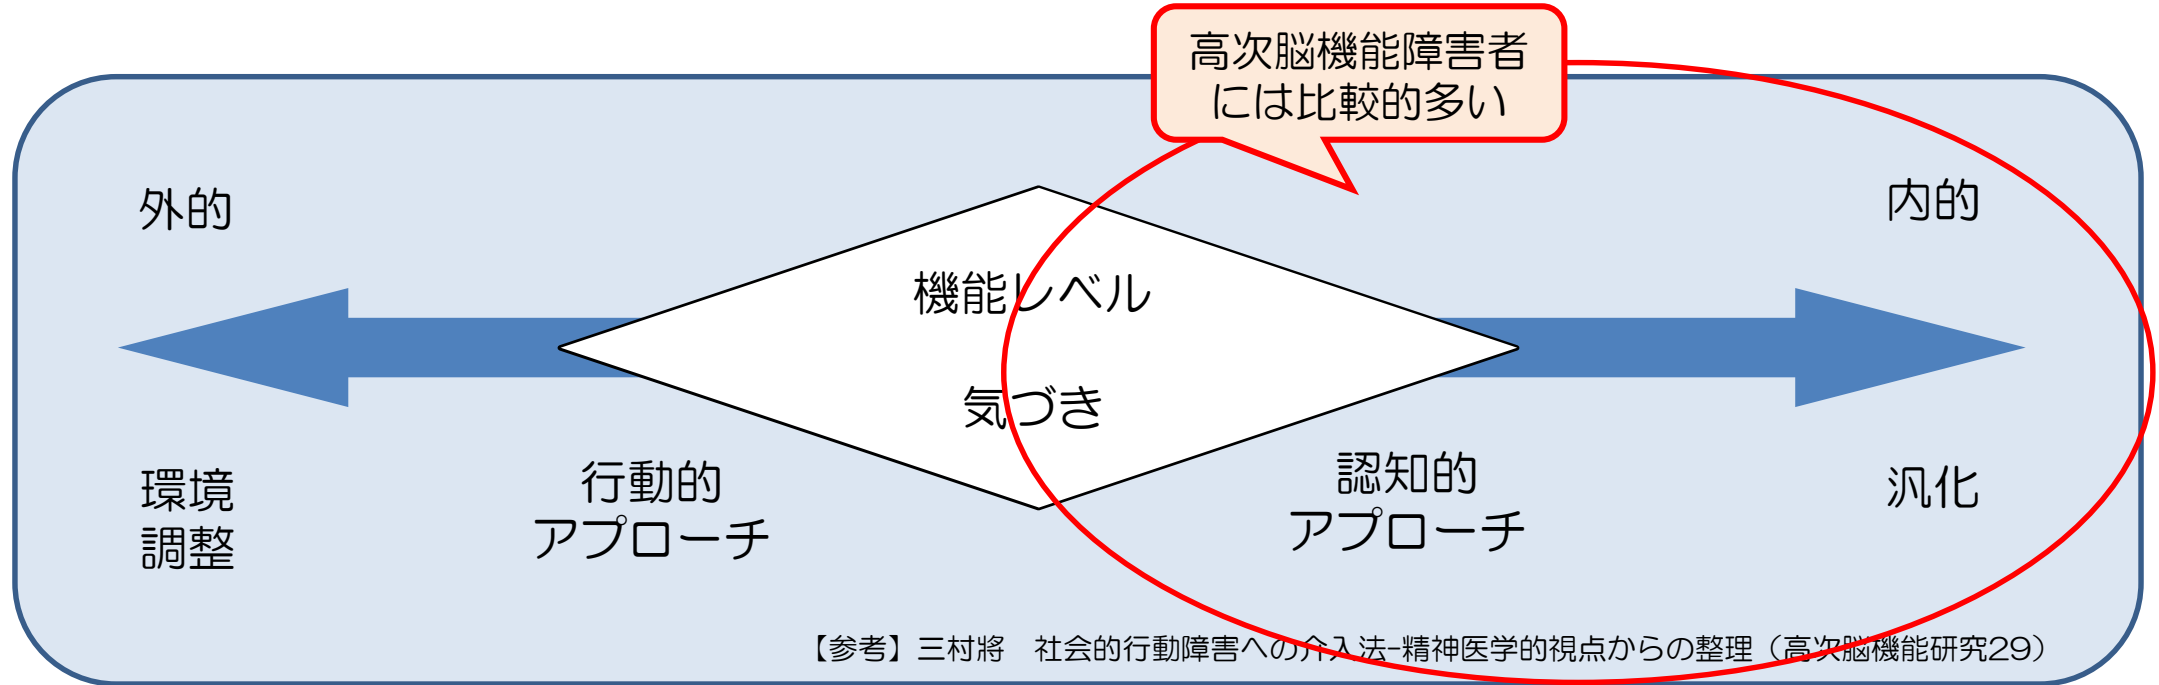 高次脳機能障害者
には比較的多い
外的
内的
機能レベル
気づき
環境
調整
行動的
アプローチ
認知的
アプローチ
汎化
【参考】三村將　社会的行動障害への介入法-精神医学的視点からの整理（高次脳機能研究29）